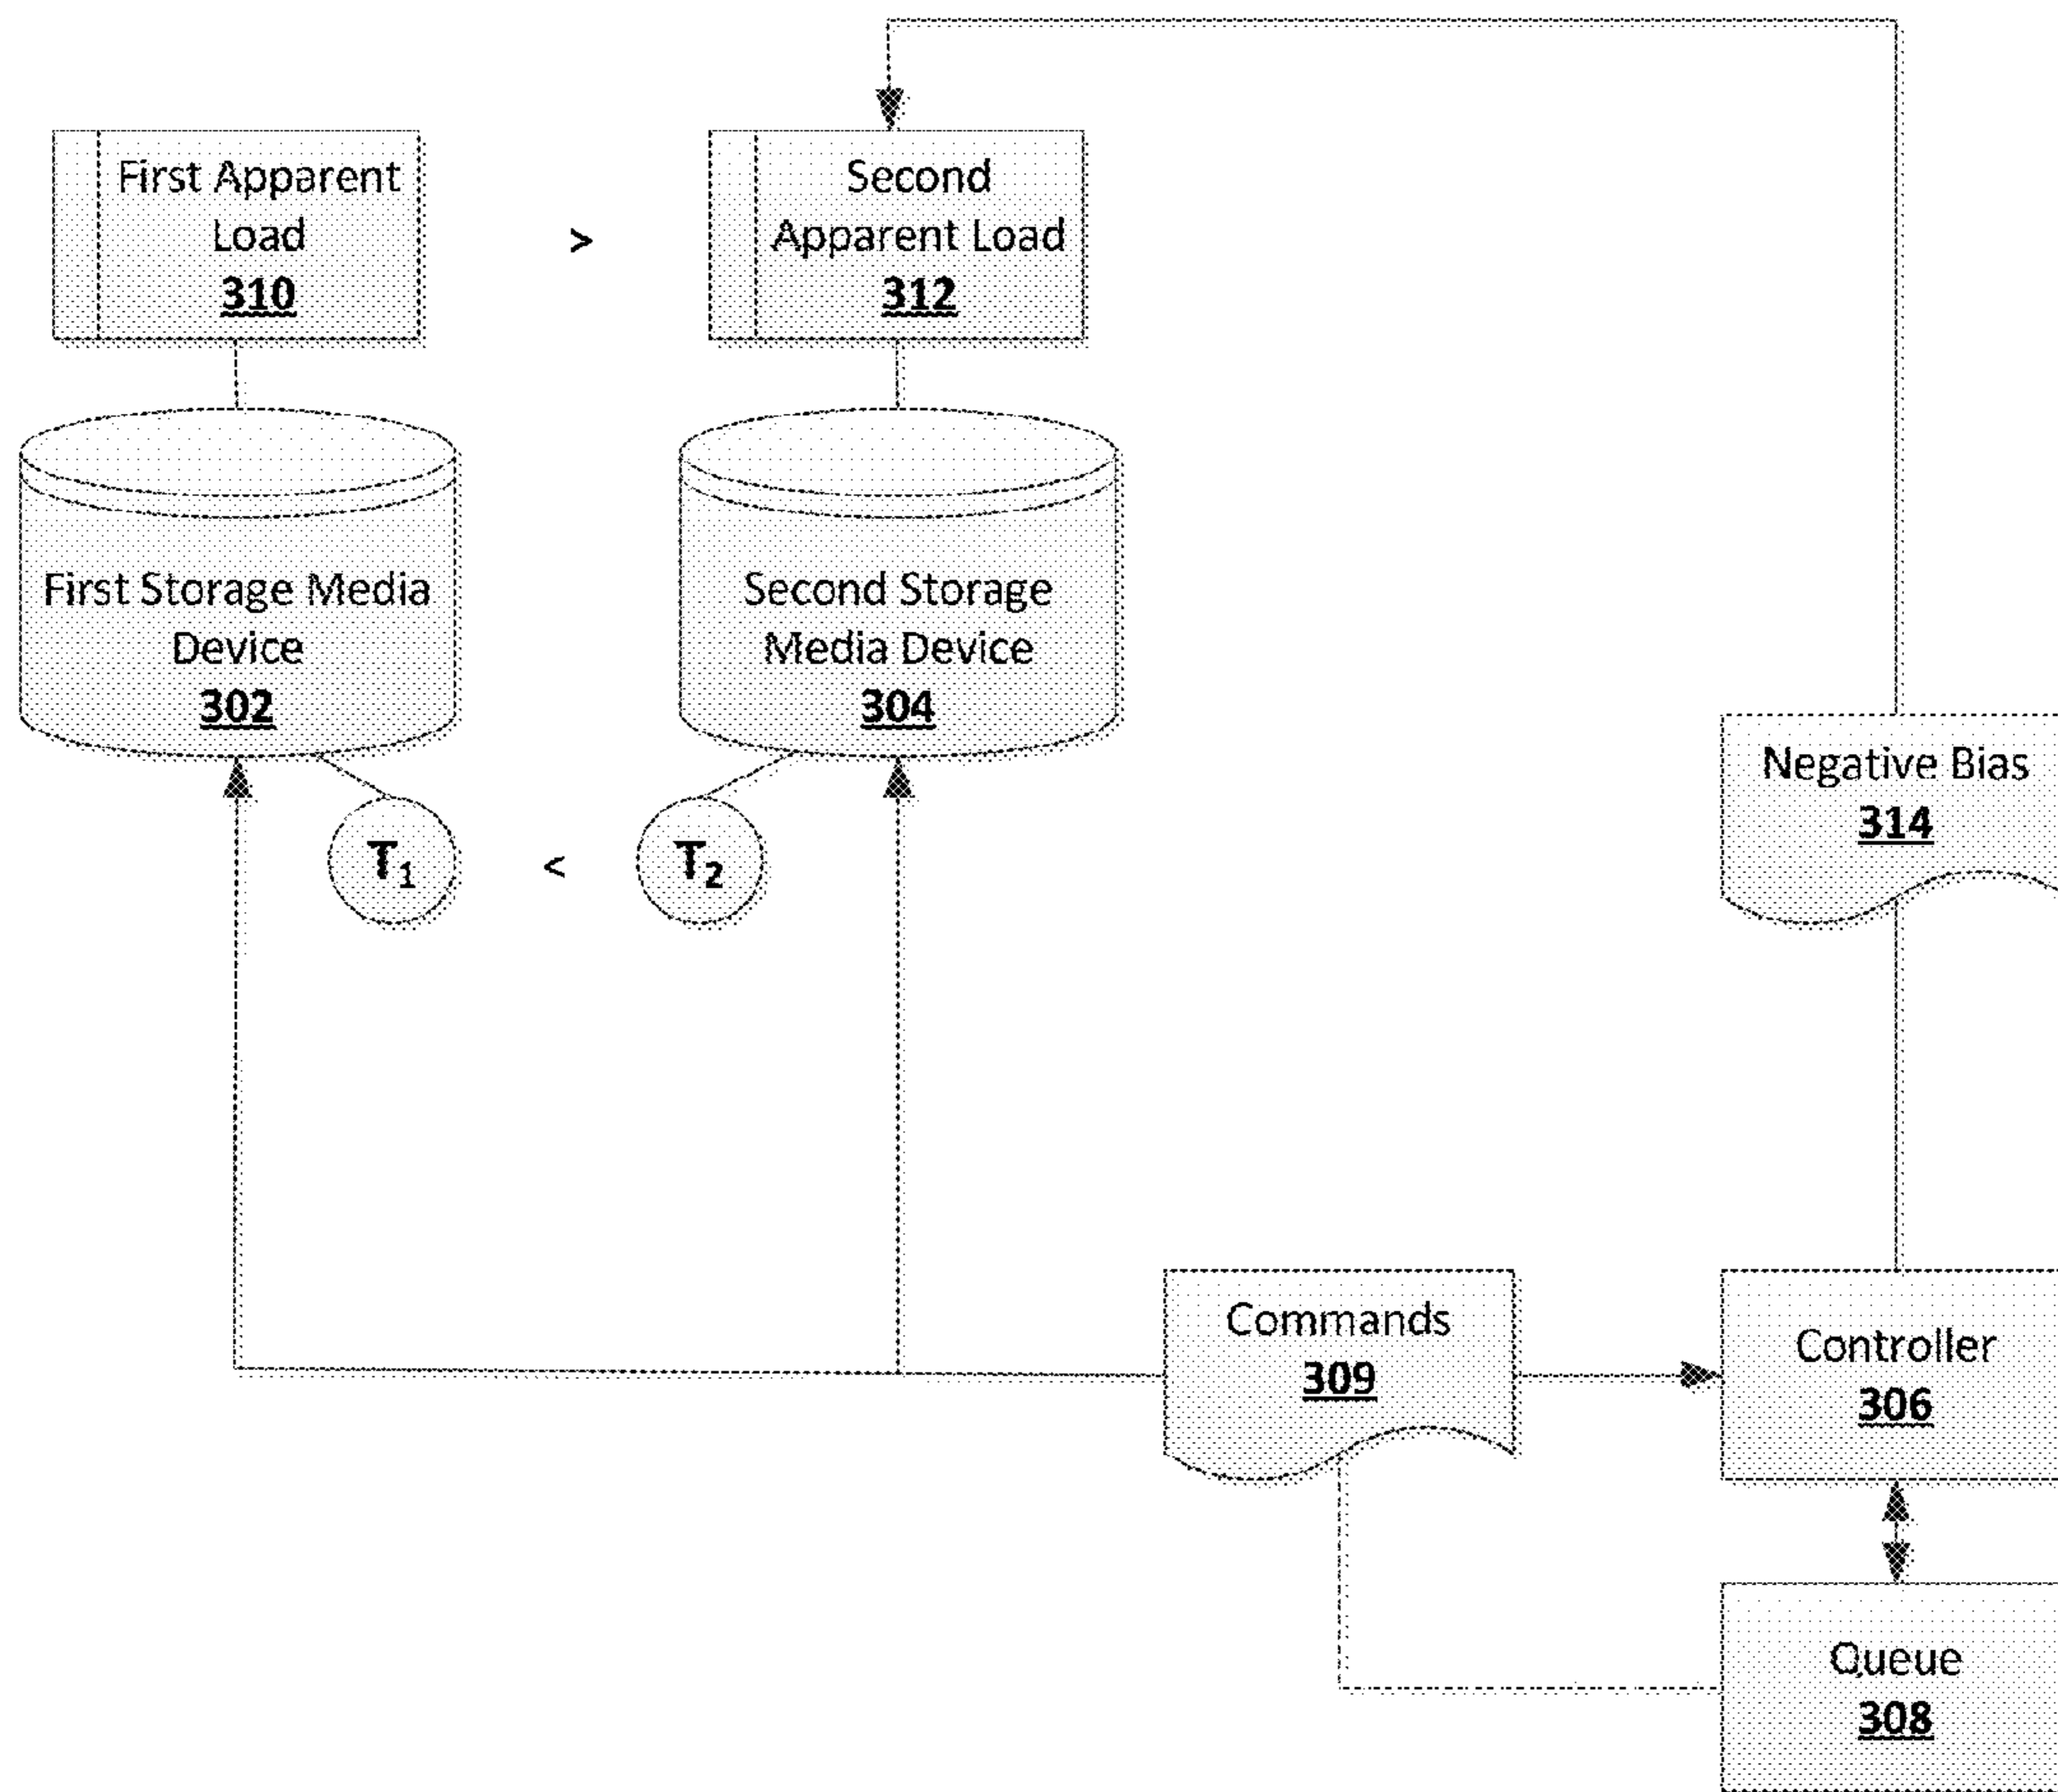 First Apparent
Load
310
>
Second
Apparent Load
312
First Storage Media
Device
302
Second Storage
Media Device
304
T₁
<
T₂
Negative Bias
314
Commands
309
Controller
306
Queue
308